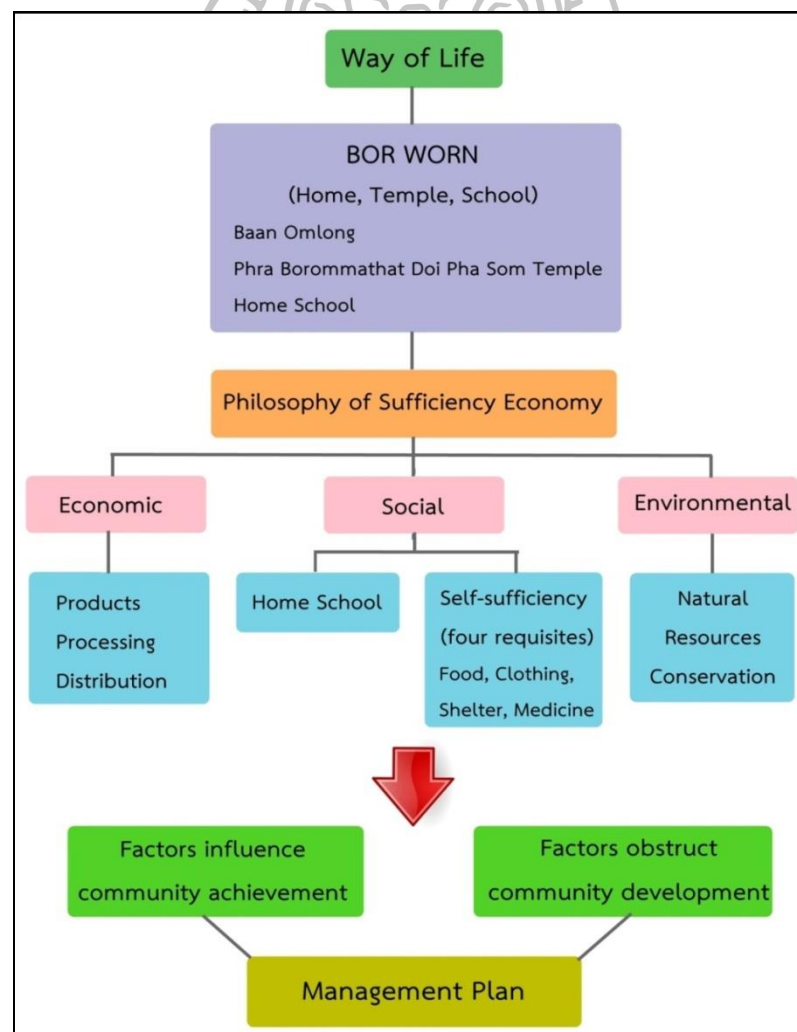 Way of Life
BOR WORN
(Home, Temple, School)
Baan Omlong
Phra Borommathat Doi Pha Som Temple
Home School
Philosophy of Sufficiency Economy
Economic
Social
Environmental
Products
Processing
Distribution
Home School
Self-sufficiency
(four requisites)
Food, Clothing,
Shelter, Medicine
Natural
Resources
Conservation
Factors influence
community achievement
Factors obstruct
community development
Management Plan